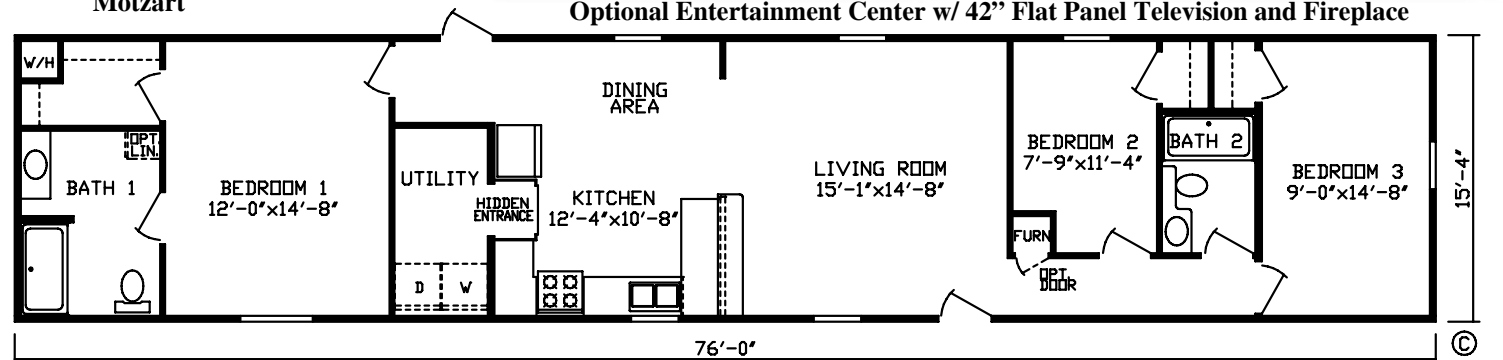 Motzart
Optional Entertainment Center w/ 42” Flat Panel Television and Fireplace
W/H
OPT.
LIN.
BATH 1
BEDROOM 1
12'-0"x14'-8"
UTILITY
D W
HIDDEN
ENTRANCE
DINING
AREA
KITCHEN
12'-4"x10'-8"
LIVING ROOM
15'-1"x14'-8"
BEDROOM 2
7'-9"x11'-4"
FURN
OPT.
DOOR
BATH 2
BEDROOM 3
9'-0"x14'-8"
15'-4"
76'-0"
©